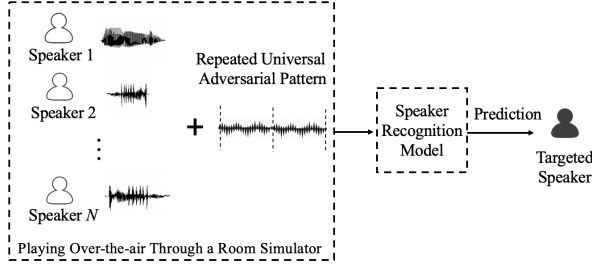 Speaker 1
Repeated Universal
Adversarial Pattern
Speaker 2
+
Speaker N
Playing Over-the-air Through a Room Simulator
Speaker
Recognition
Model
Prediction
Targeted
Speaker